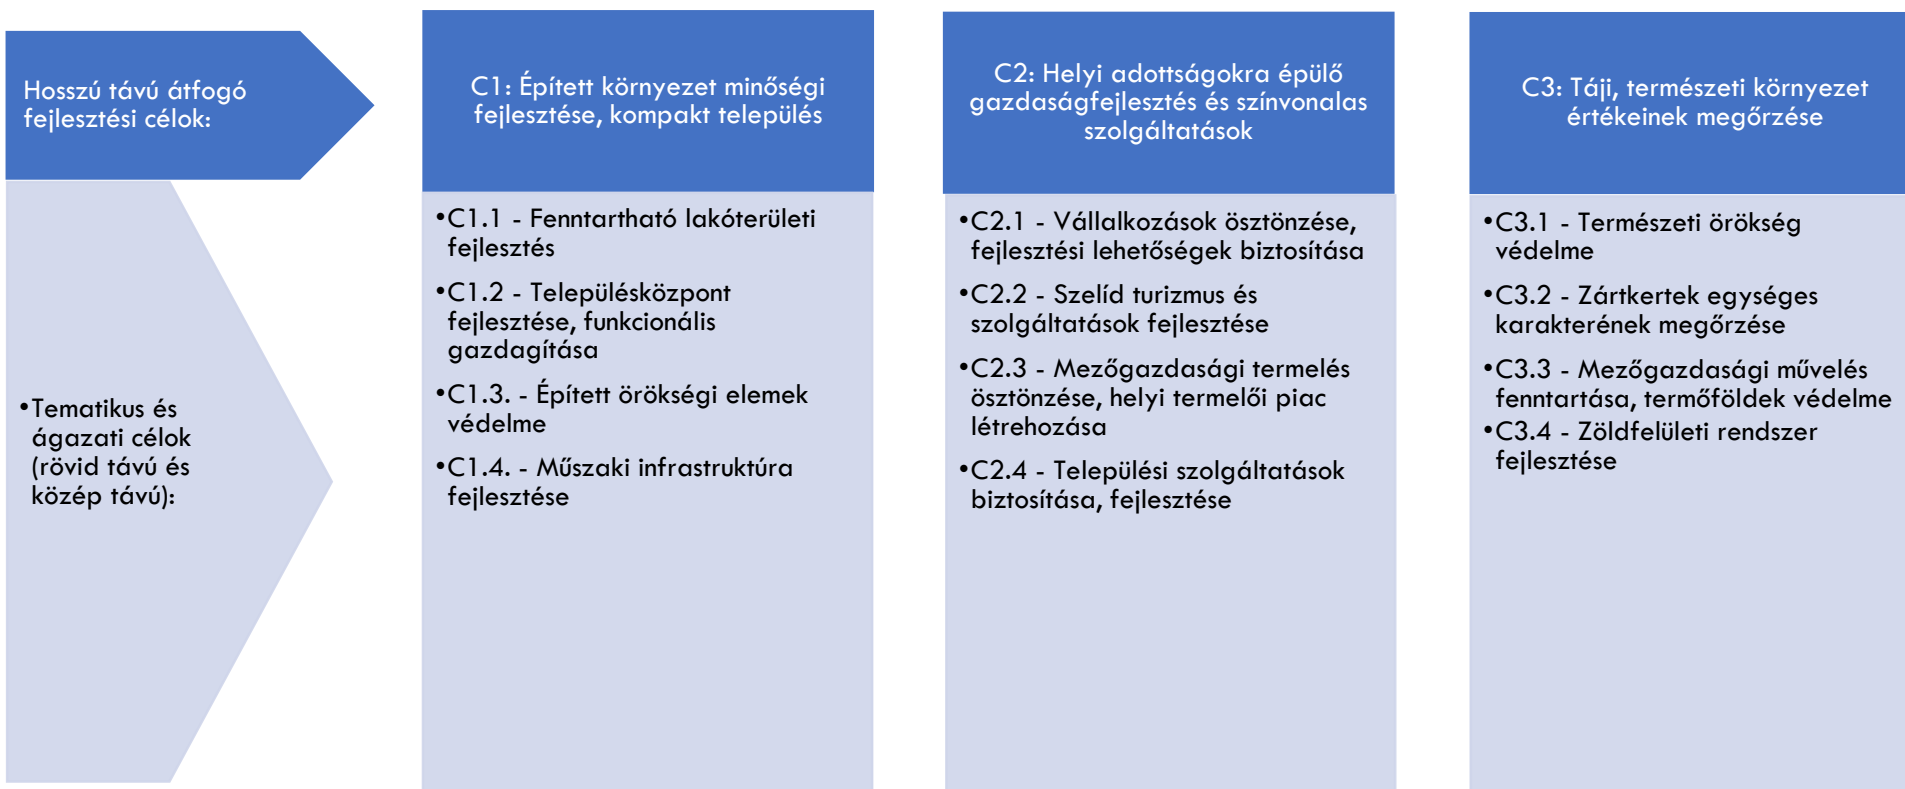 Hosszú távú átfogó
fejlesztési célok:
C1: Épített környezet minőségi
fejlesztése, kompakt település
C2: Helyi adottságokra épülő
gazdaságfejlesztés és színvonalas
szolgáltatások
C3: Táji, természeti környezet
értékeinek megőrzése
•Tematikus és
ágazati célok
(rövid távú és
közép távú):
•C1.1 - Fenntartható lakóterületi
fejlesztés
•C1.2 - Településközpont
fejlesztése, funkcionális
gazdagítása
•C1.3. - Épített örökségi elemek
védelme
•C1.4. - Műszaki infrastruktúra
fejlesztése
•C2.1 - Vállalkozások ösztönzése,
fejlesztési lehetőségek biztosítása
•C2.2 - Szelíd turizmus és
szolgáltatások fejlesztése
•C2.3 - Mezőgazdasági termelés
ösztönzése, helyi termelői piac
létrehozása
•C2.4 - Települési szolgáltatások
biztosítása, fejlesztése
•C3.1 - Természeti örökség
védelme
•C3.2 - Zártkertek egységes
karakterének megőrzése
•C3.3 - Mezőgazdasági művelés
fenntartása, termőföldek védelme
•C3.4 - Zöldfelületi rendszer
fejlesztése